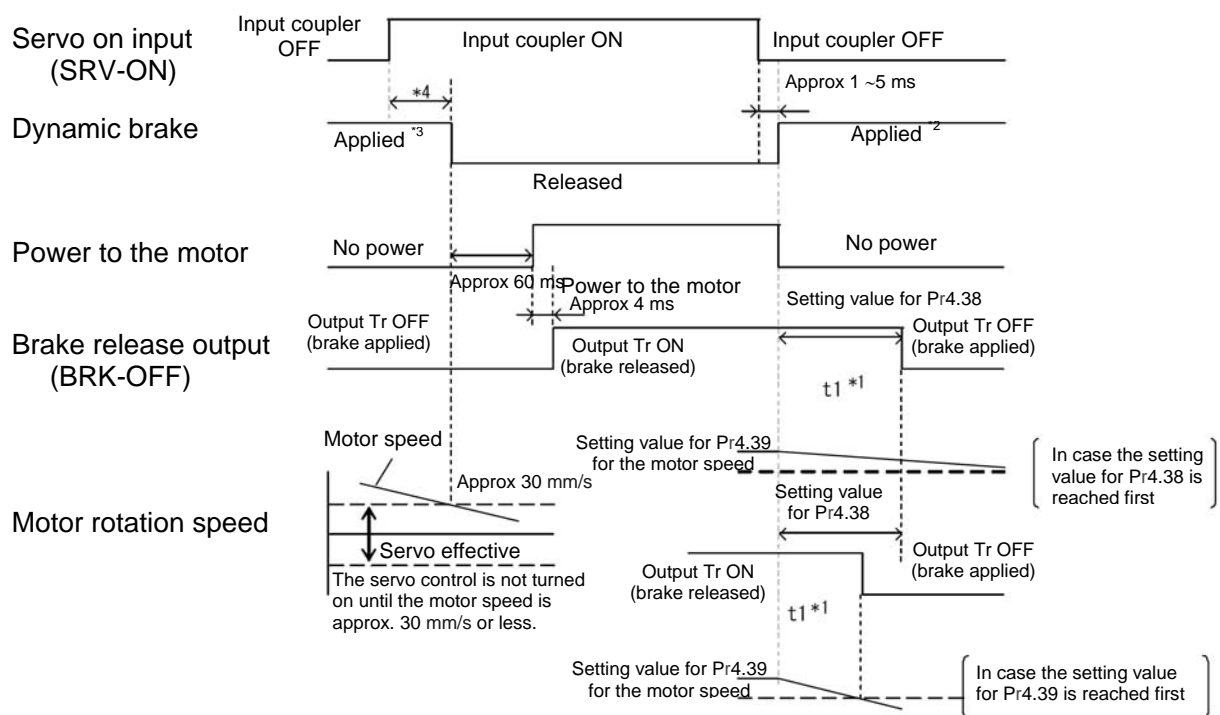 Servo on input
(SRV-ON)
Input coupler
OFF
Input coupler ON
Input coupler OFF
*4
Approx 1 ~5 ms
Dynamic brake
Applied *3
Released
Applied *2
Power to the motor
No power
Approx 60 ms
Power to the motor
No power
Approx 4 ms
Setting value for Pr4.38
Brake release output
(BRK-OFF)
Output Tr OFF
(brake applied)
Output Tr ON
(brake released)
Output Tr OFF
(brake applied)
t1 *1
Motor speed
Setting value for Pr4.39
for the motor speed
In case the setting
value for Pr4.38 is
reached first
Motor rotation speed
Approx 30 mm/s
Servo effective
The servo control is not turned
on until the motor speed is
approx. 30 mm/s or less.
Setting value
for Pr4.38
Output Tr ON
(brake released)
Output Tr OFF
(brake applied)
t1 *1
Setting value for Pr4.39
for the motor speed
In case the setting value
for Pr4.39 is reached first